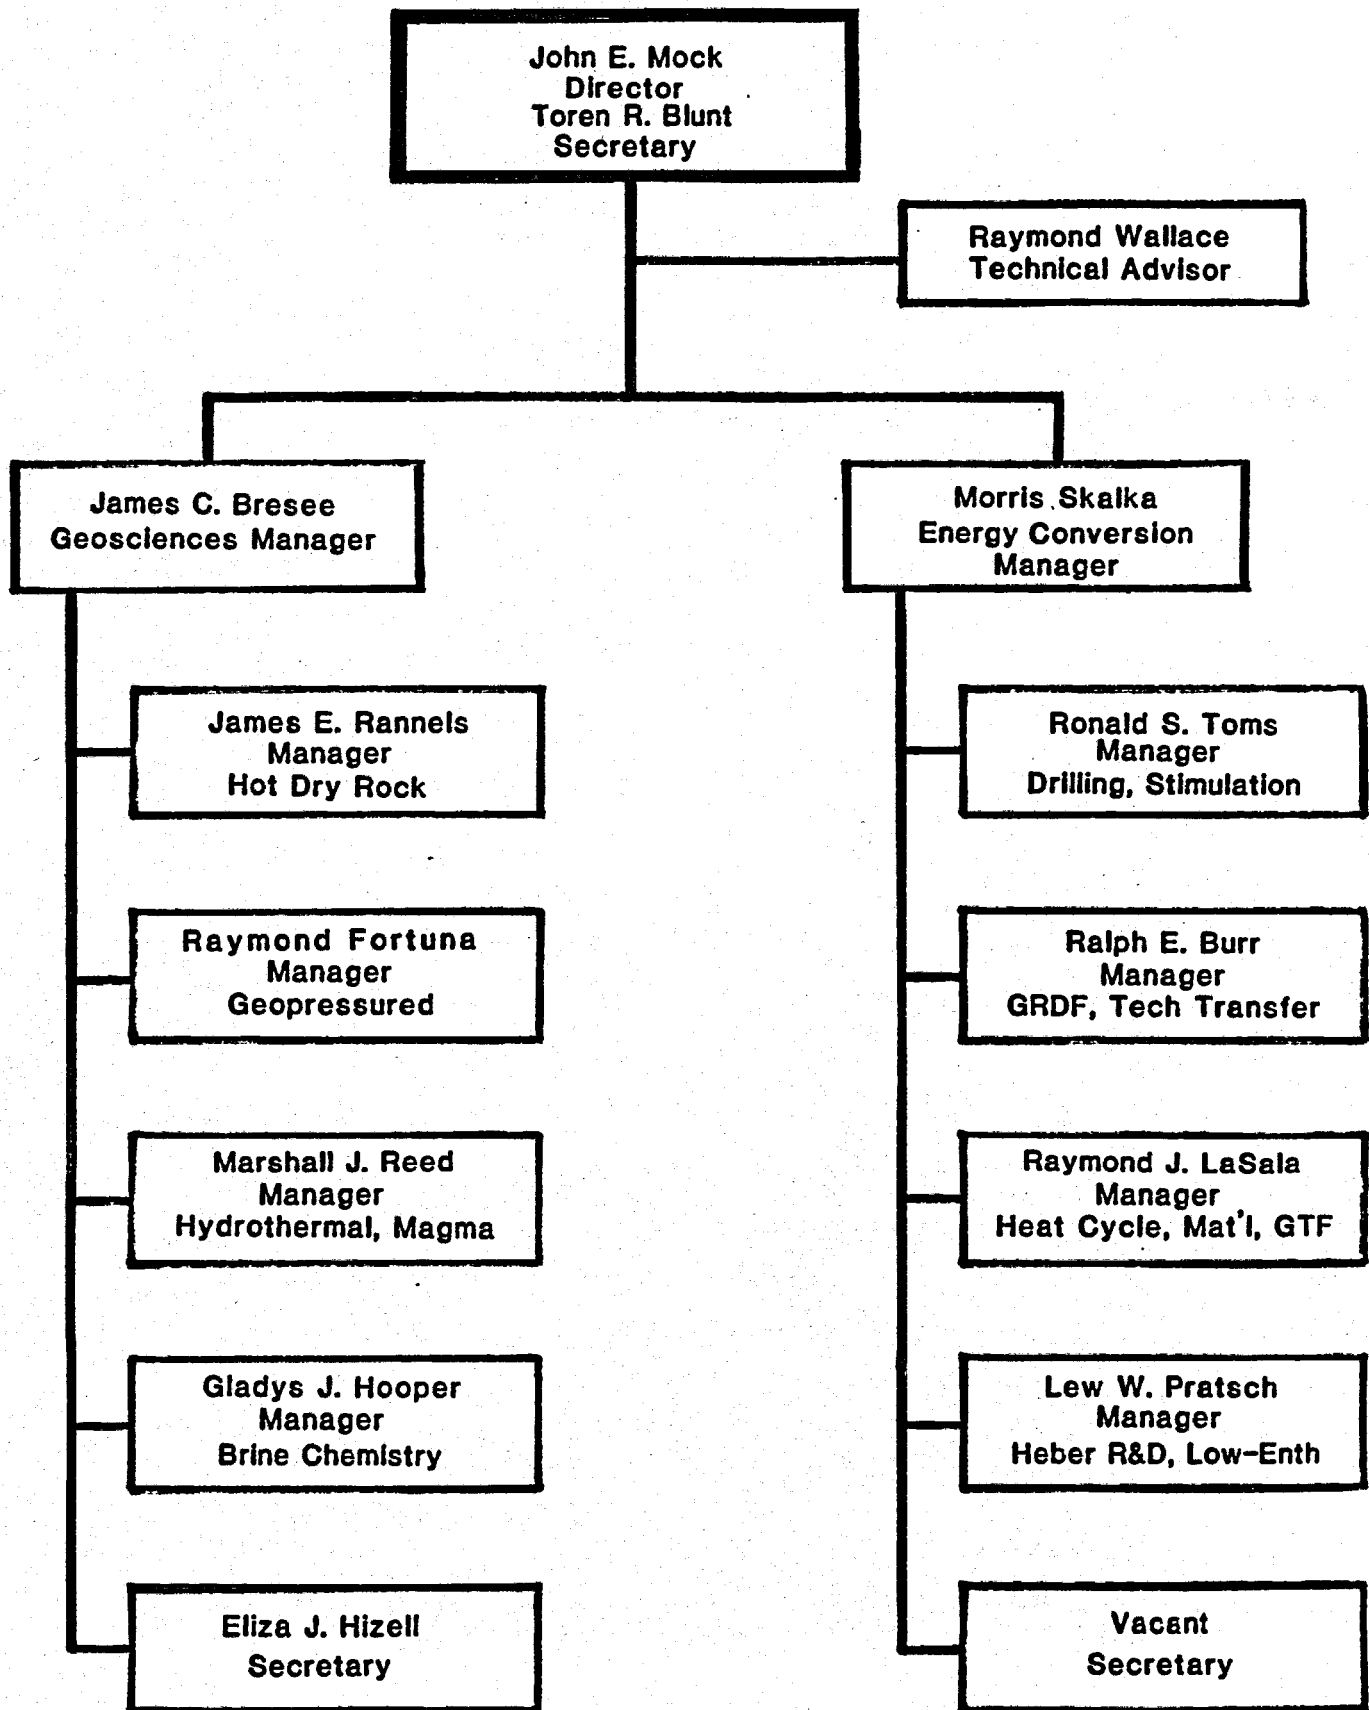 John E. Mock
Director
Toren R. Blunt
Secretary
Raymond Wallace
Technical Advisor
James C. Bresee
Geosciences Manager
Morris Skalka
Energy Conversion
Manager
James E. Rannels
Manager
Hot Dry Rock
Ronald S. Toms
Manager
Drilling, Stimulation
Raymond Fortuna
Manager
Geopressured
Ralph E. Burr
Manager
GRDF, Tech Transfer
Marshall J. Reed
Manager
Hydrothermal, Magma
Raymond J. LaSala
Manager
Heat Cycle, Mat'l, GTF
Gladys J. Hooper
Manager
Brine Chemistry
Lew W. Pratsch
Manager
Heber R&D, Low-Enth
Eliza J. Hizell
Secretary
Vacant
Secretary